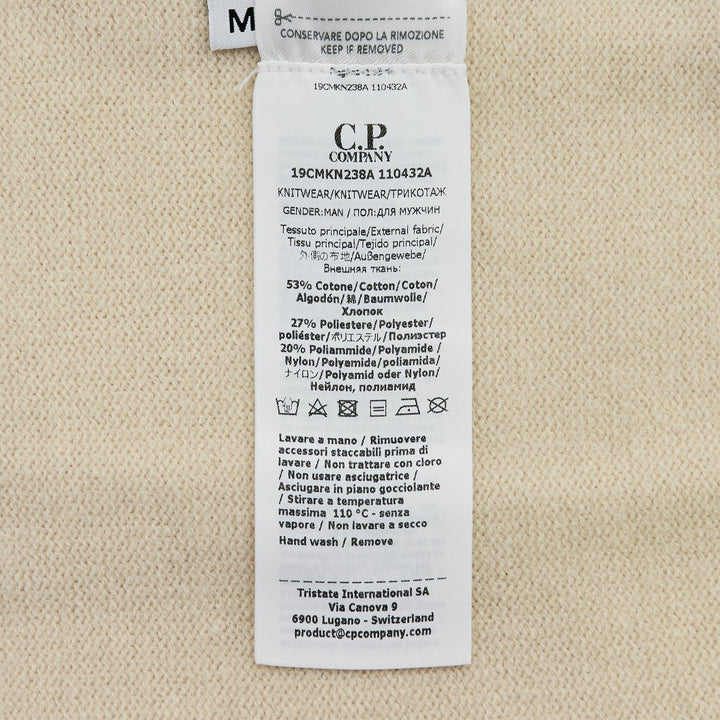 M
CONSERVARE DOPO LA RIMOZIONE
KEEP IF REMOVED
19CMKN238A 110432A
C.P.
COMPANY
19CMKN238A 110432A
KNITWEAR/KNITWEAR/ТРИКОТАЖ
GENDER:MAN / ПОЛ:ДЛЯ МУЖЧИН
Tessuto principale/External fabric/
Tissu principal/Tejido principal/
外側の布地/Außengewebe/
Внешняя ткань:
53% Cotone/Cotton/Coton/
Algodón/綿/Baumwolle/
Хлопок
27% Poliestere/Polyester/
poliéster/ポリエステル/Полиэстер
20% Poliammide/Polyamide /
Nylon/Polyamide/poliamida/
ナイロン/Polyamid oder Nylon/
Нейлон, полиамид
Lavare a mano / Rimuovere
accessori staccabili prima di
lavare / Non trattare con cloro
/ Non usare asciugatrice /
Asciugare in piano gocciolante
/ Stirare a temperatura
massima 110 °C - senza
vapore / Non lavare a secco
Hand wash / Remove
Tristate International SA
Via Canova 9
6900 Lugano - Switzerland
product@cpcompany.com